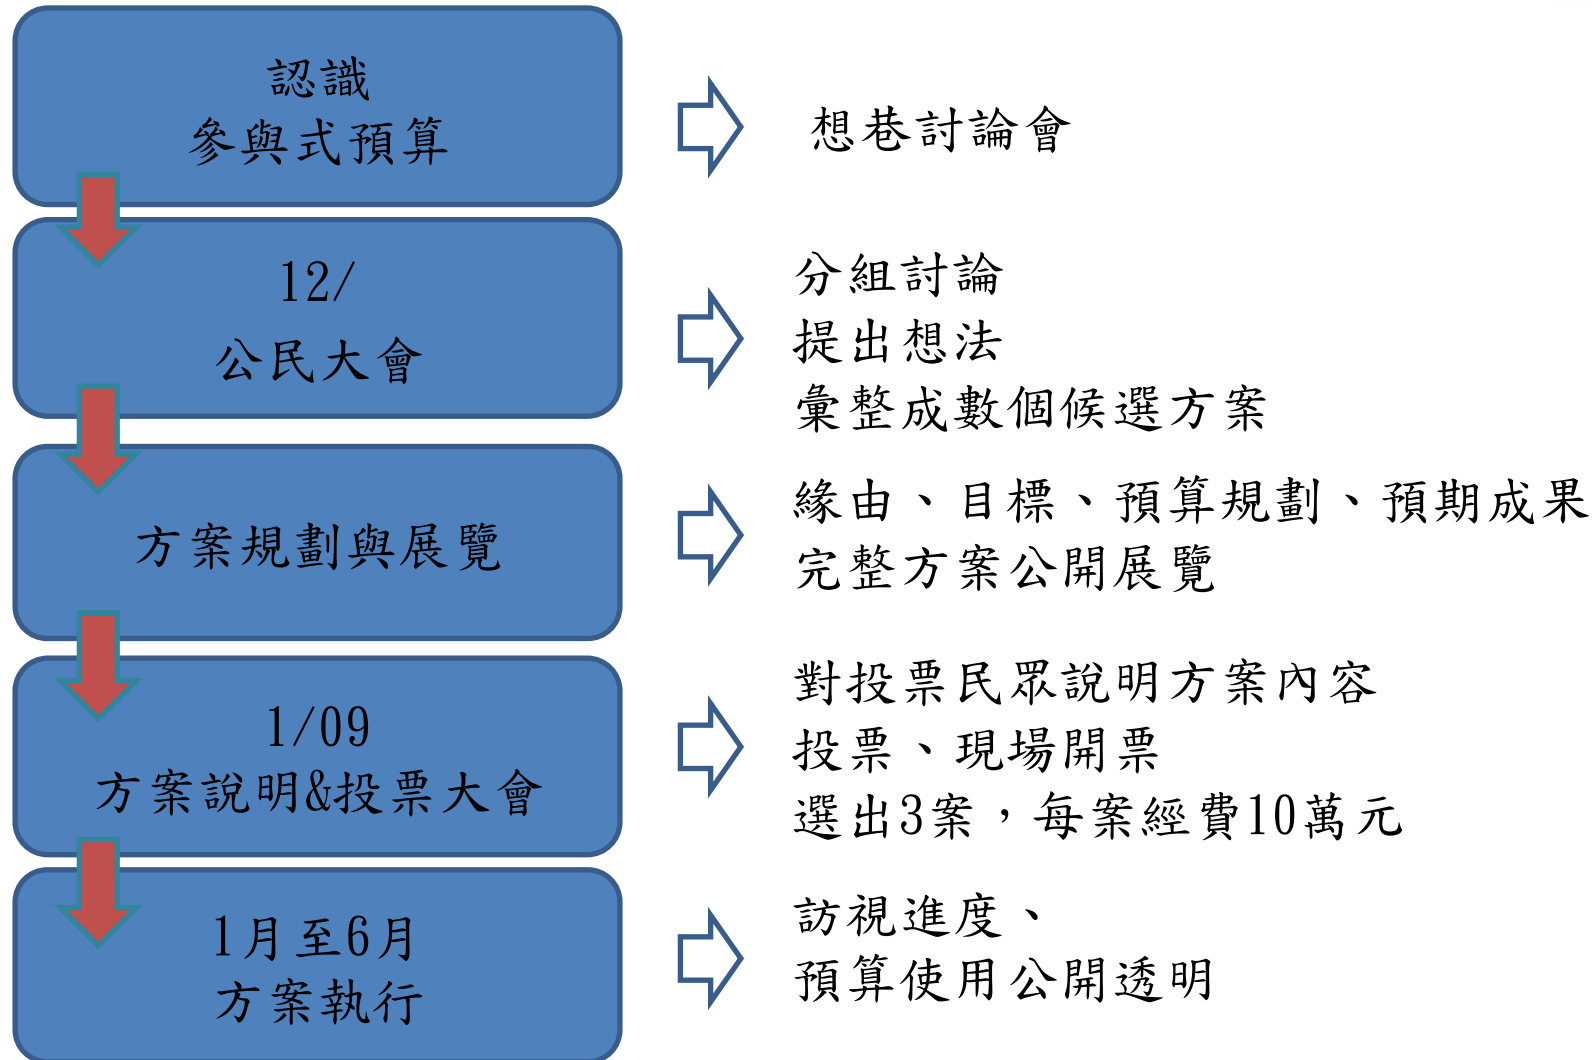 認識
參與式預算
想巷討論會
12/
公民大會
分組討論
提出想法
彙整成數個候選方案
方案規劃與展覽
緣由、目標、預算規劃、預期成果
完整方案公開展覽
1/09
方案說明&投票大會
對投票民眾說明方案內容
投票、現場開票
選出3案，每案經費10萬元
1月至6月
方案執行
訪視進度、
預算使用公開透明